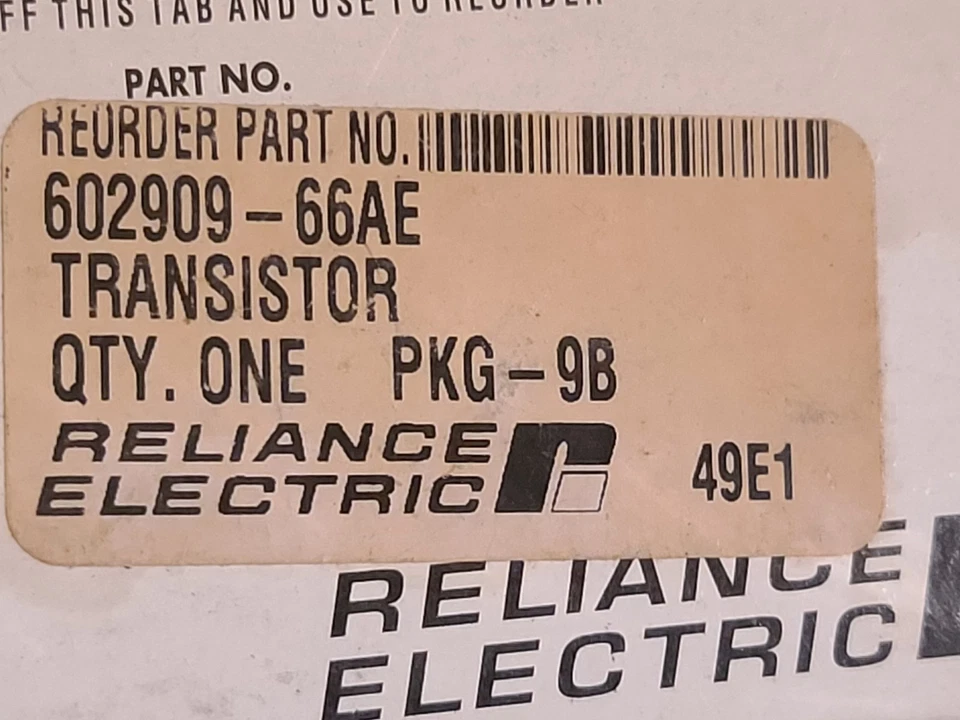 FF THIS TAB AND USE TO REORDER
PART NO.
REORDER PART NO.
602909-66AE
TRANSISTOR
QTY. ONE PKG-9B
RELIANCE
ELECTRIC
49E1
RELIANCE
ELECTRIC